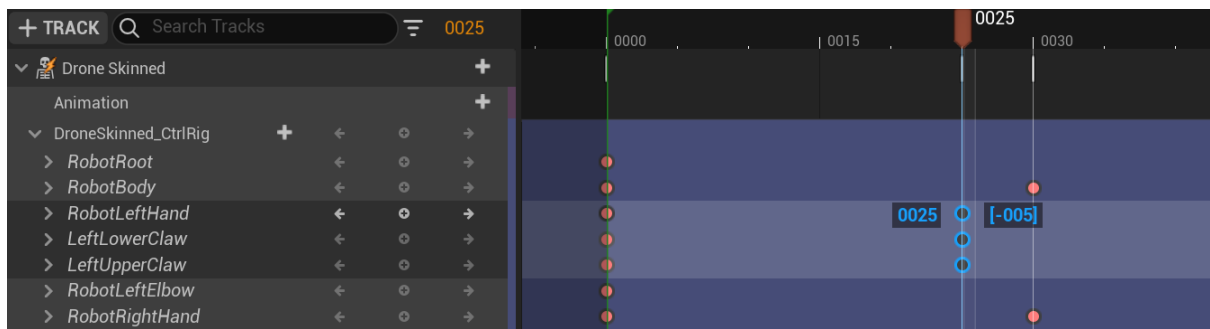 + TRACK Search Tracks 0025
0025
0000 0015 0030
Drone Skinned
Animation
DroneSkinned_CtrlRig
RobotRoot
RobotBody
RobotLeftHand 0025 [-005]
LeftLowerClaw
LeftUpperClaw
RobotLeftElbow
RobotRightHand